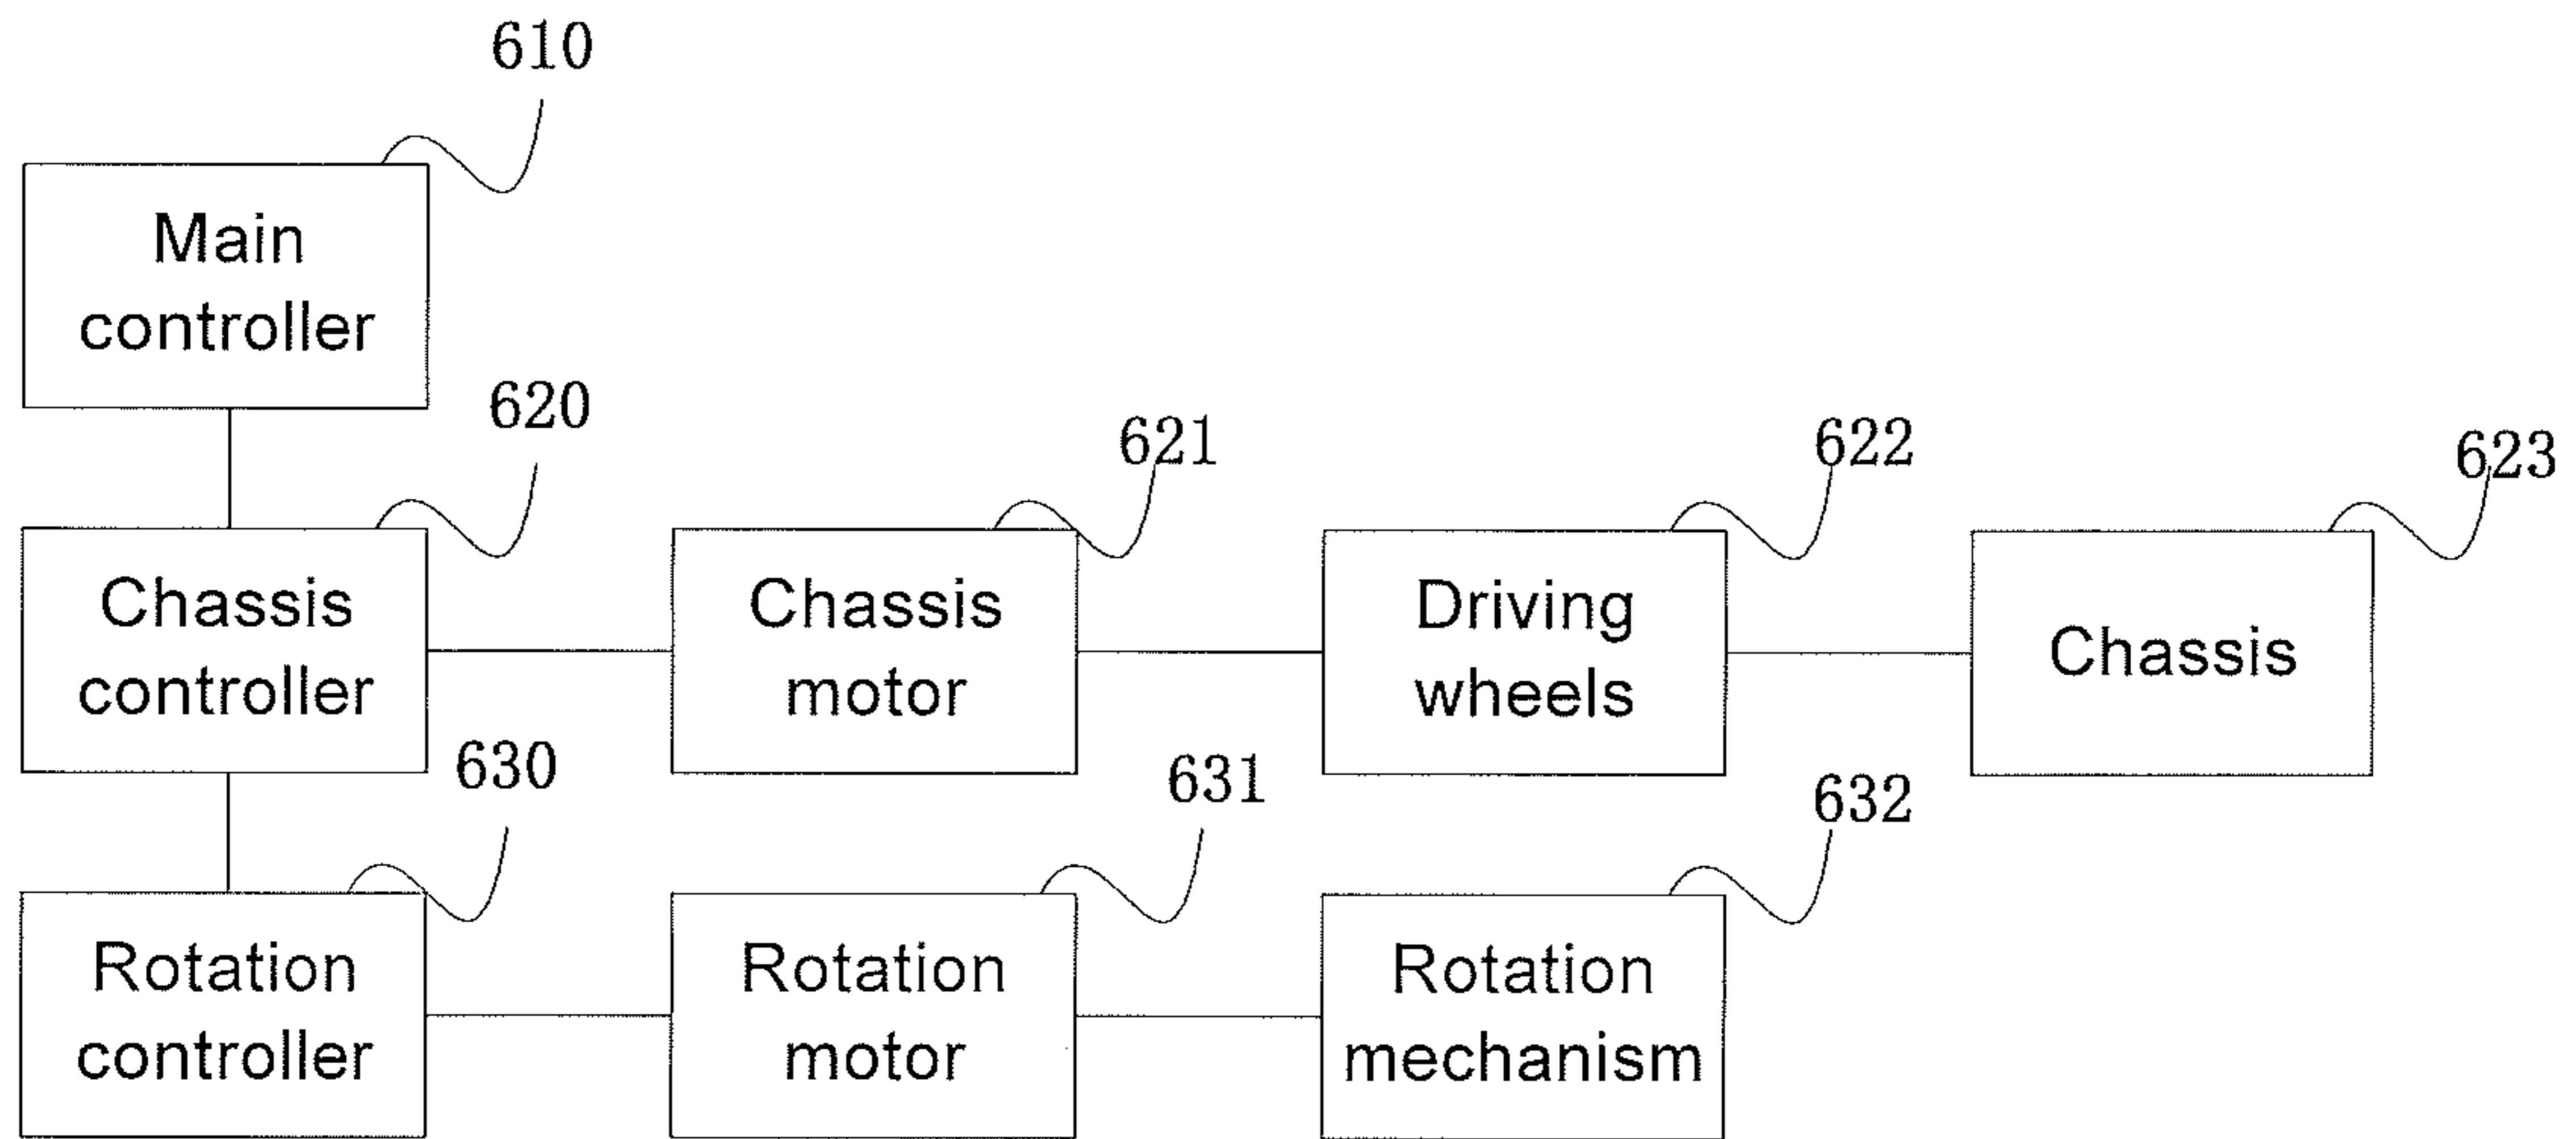 610
Main
controller
620
621
622
623
Chassis
controller
Chassis
motor
Driving
wheels
Chassis
630
631
632
Rotation
controller
Rotation
motor
Rotation
mechanism